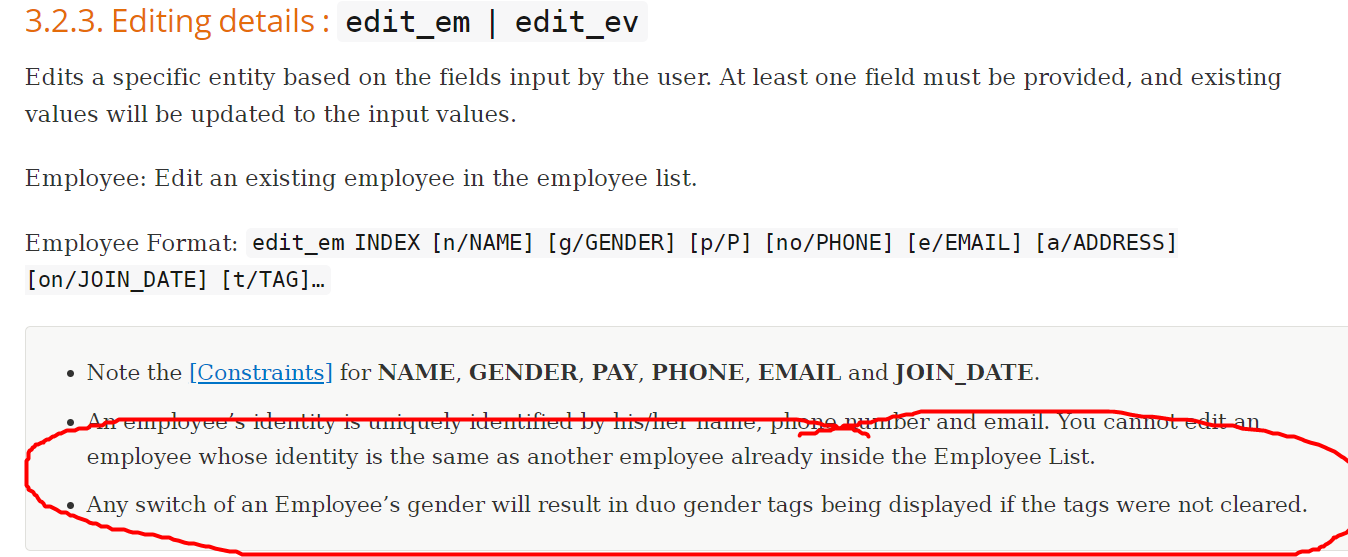 3.2.3. Editing details : edit_em | edit_ev
Edits a specific entity based on the fields input by the user. At least one field must be provided, and existing
values will be updated to the input values.
Employee: Edit an existing employee in the employee list.
Employee Format: edit_em INDEX [n/NAME] [g/GENDER] [p/P] [no/PHONE] [e/EMAIL] [a/ADDRESS]
[on/JOIN_DATE] [t/TAG]…
• Note the [Constraints] for NAME, GENDER, PAY, PHONE, EMAIL and JOIN_DATE.
• An employee’s identity is uniquely identified by his/her name, phone number and email. You cannot edit an
employee whose identity is the same as another employee already inside the Employee List.
• Any switch of an Employee’s gender will result in duo gender tags being displayed if the tags were not cleared.